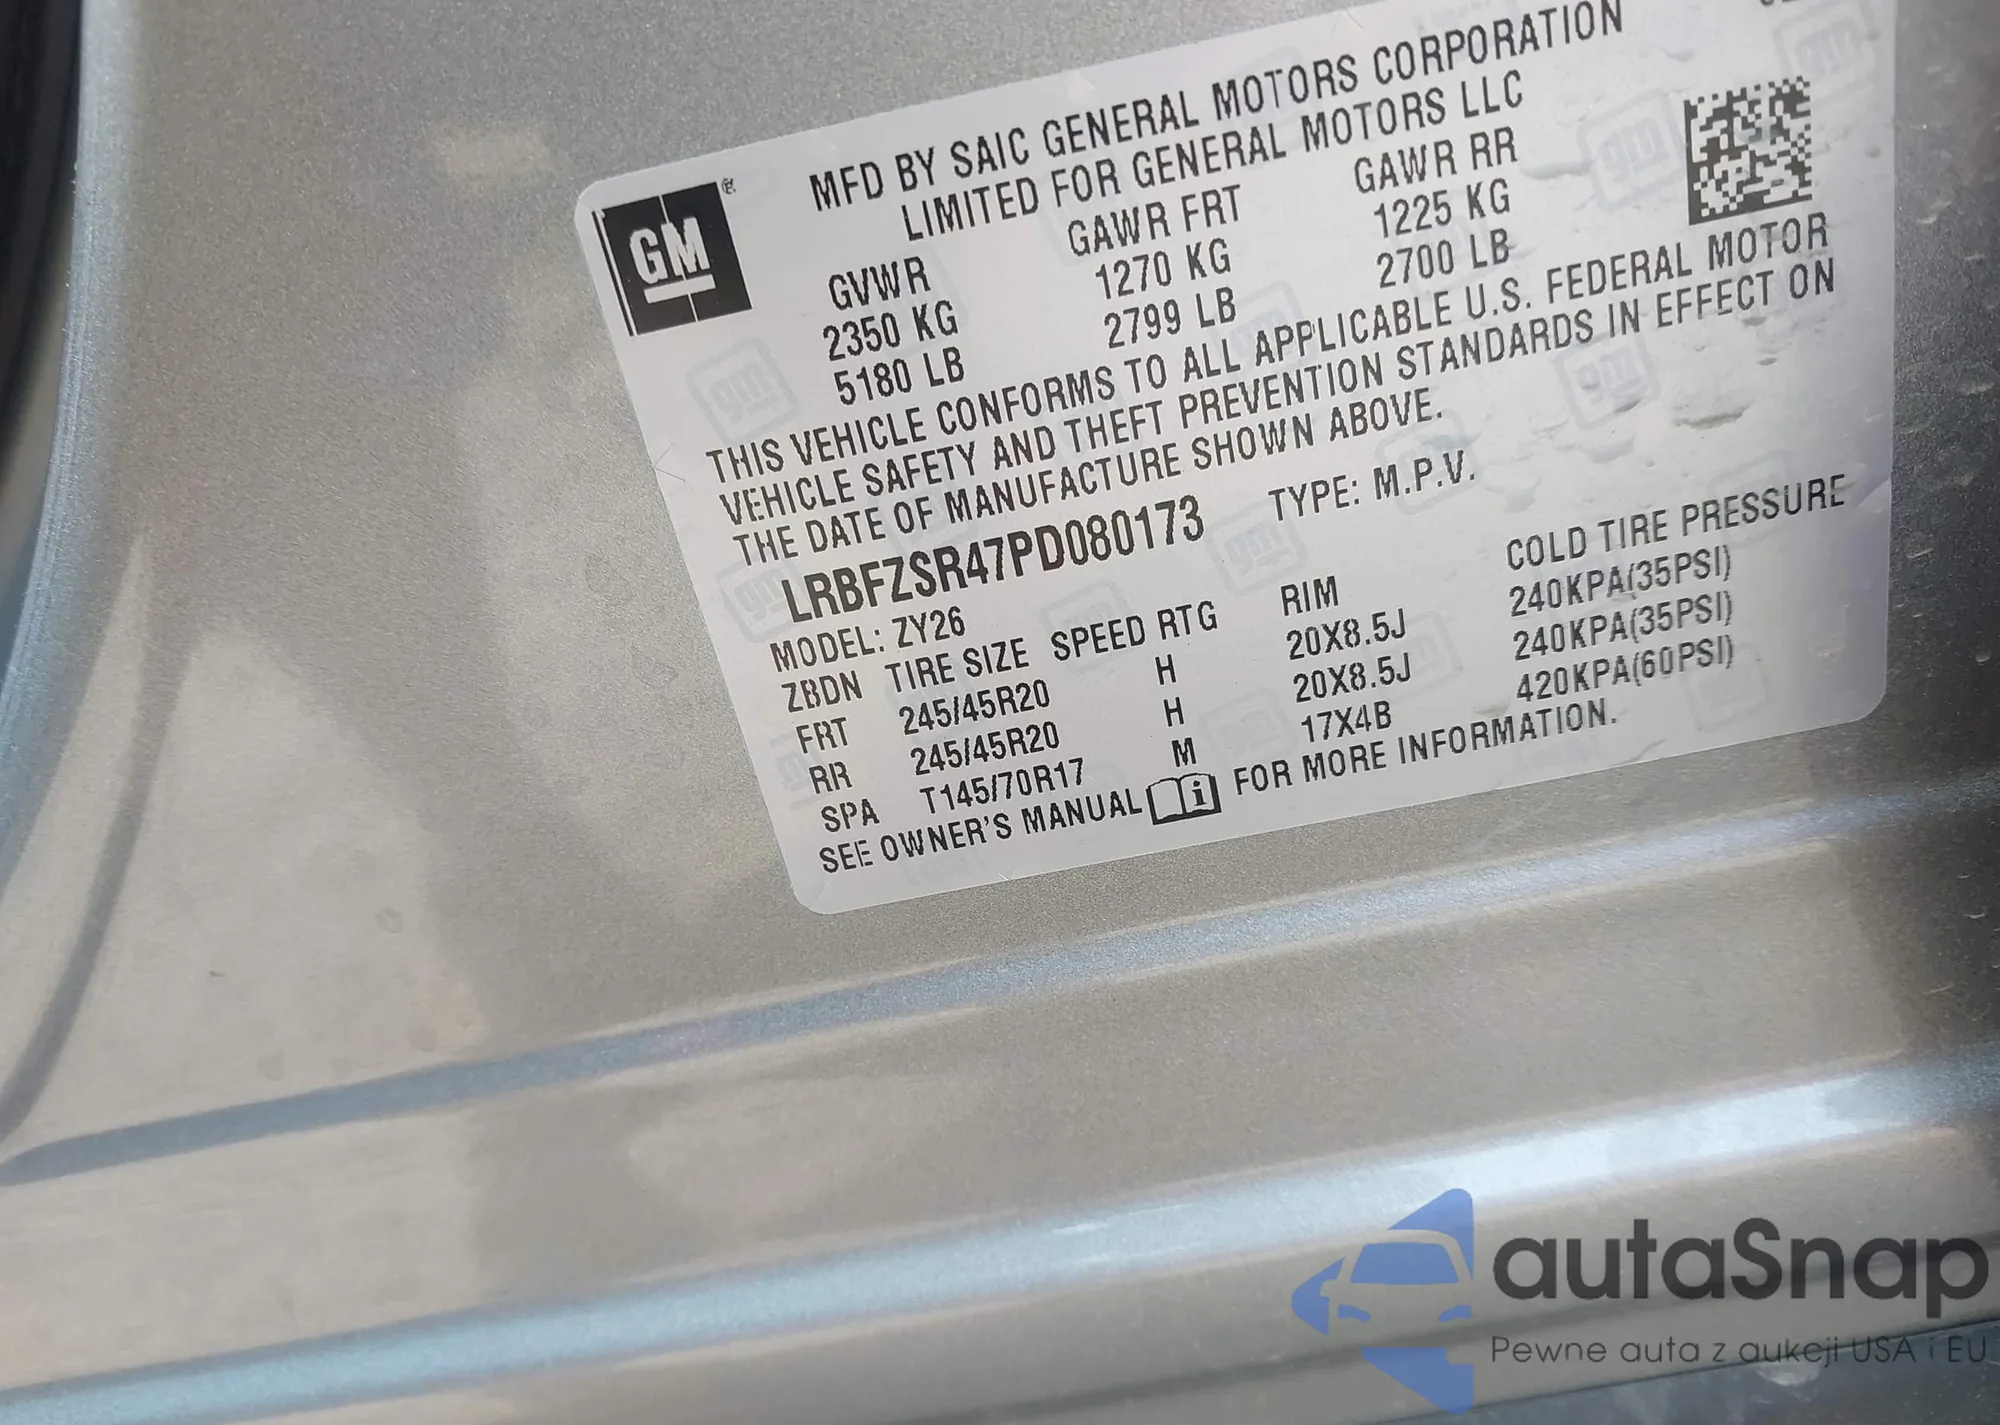 MFD BY SAIC GENERAL MOTORS CORPORATION
LIMITED FOR GENERAL MOTORS LLC
GM ®
GVWR GAWR FRT GAWR RR
2350 KG 1270 KG 1225 KG
5180 LB 2799 LB 2700 LB
THIS VEHICLE CONFORMS TO ALL APPLICABLE U.S. FEDERAL MOTOR
VEHICLE SAFETY AND THEFT PREVENTION STANDARDS IN EFFECT ON
THE DATE OF MANUFACTURE SHOWN ABOVE.
LRBFZSR47PD080173 TYPE: M.P.V.
MODEL: ZY26
ZBDN TIRE SIZE SPEED RTG RIM COLD TIRE PRESSURE
FRT 245/45R20 H 20X8.5J 240KPA(35PSI)
RR 245/45R20 H 20X8.5J 240KPA(35PSI)
SPA T145/70R17 M 17X4B 420KPA(60PSI)
SEE OWNER'S MANUAL i FOR MORE INFORMATION.
autaSnap
Pewne auta z aukcji USA i EU